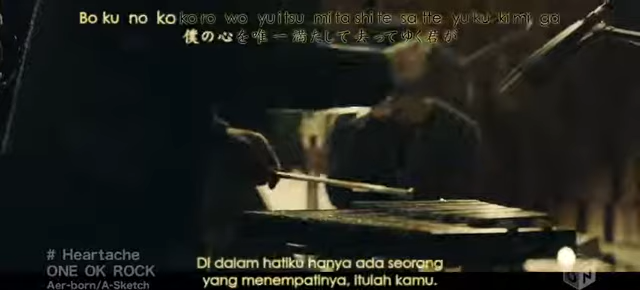 Bo ku no ko ko ro wo yu i tsu mi ta shi te sa tte yu ku ki mi ga
僕の心を唯一満たして去ってゆく君が
# Heartache
ONE OK ROCK
Aer-born/A-Sketch
Di dalam hatiku hanya ada seorang
yang menempatinya, itulah kamu.